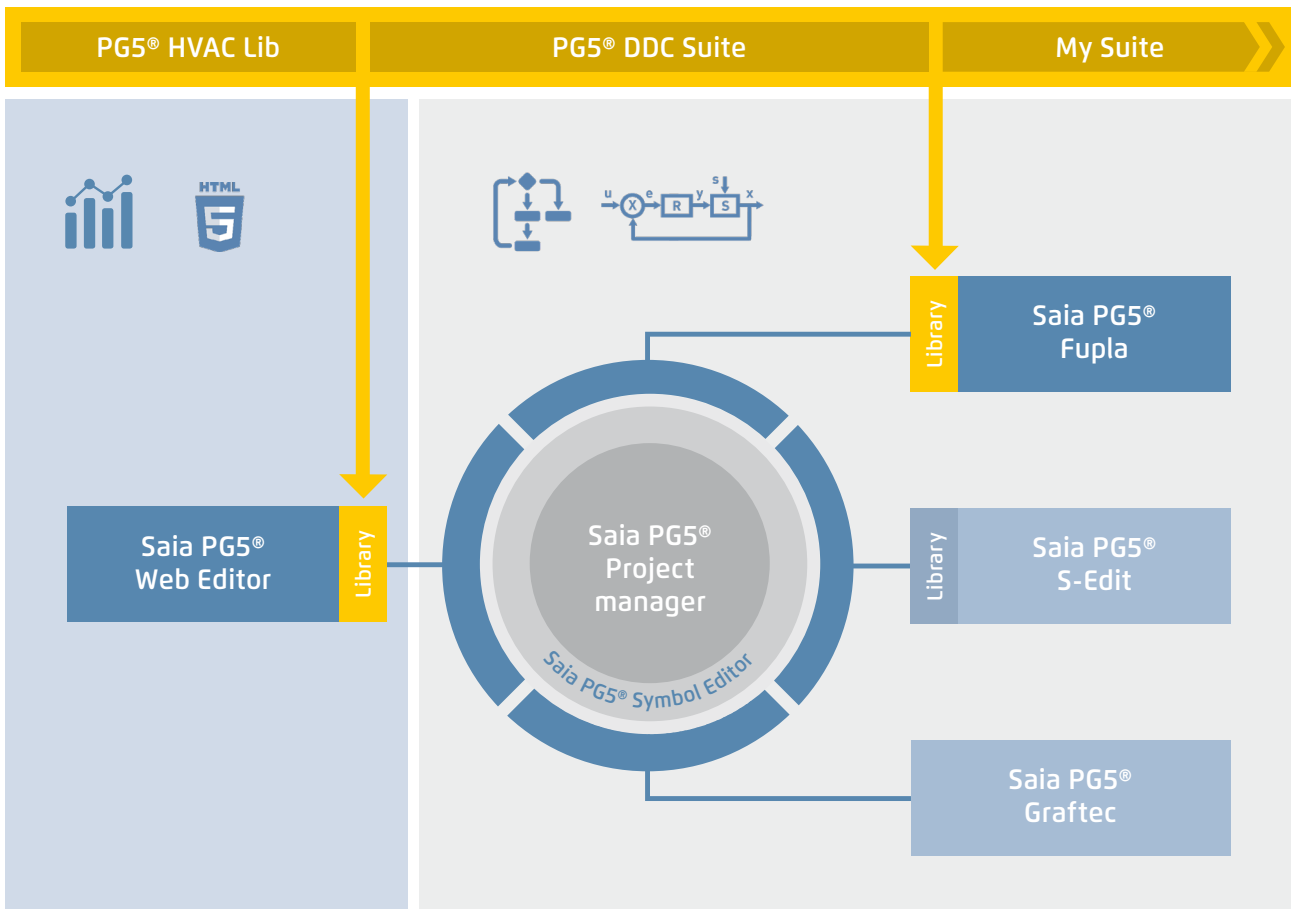 PG5® HVAC Lib
PG5® DDC Suite
My Suite
HTML
5
u
X
e
R
y
s
S
x
Library
Saia PG5®
Fupla
Saia PG5®
Web Editor
Library
Saia PG5®
Project
manager
Saia PG5® Symbol Editor
Library
Saia PG5®
S-Edit
Saia PG5®
Graftec